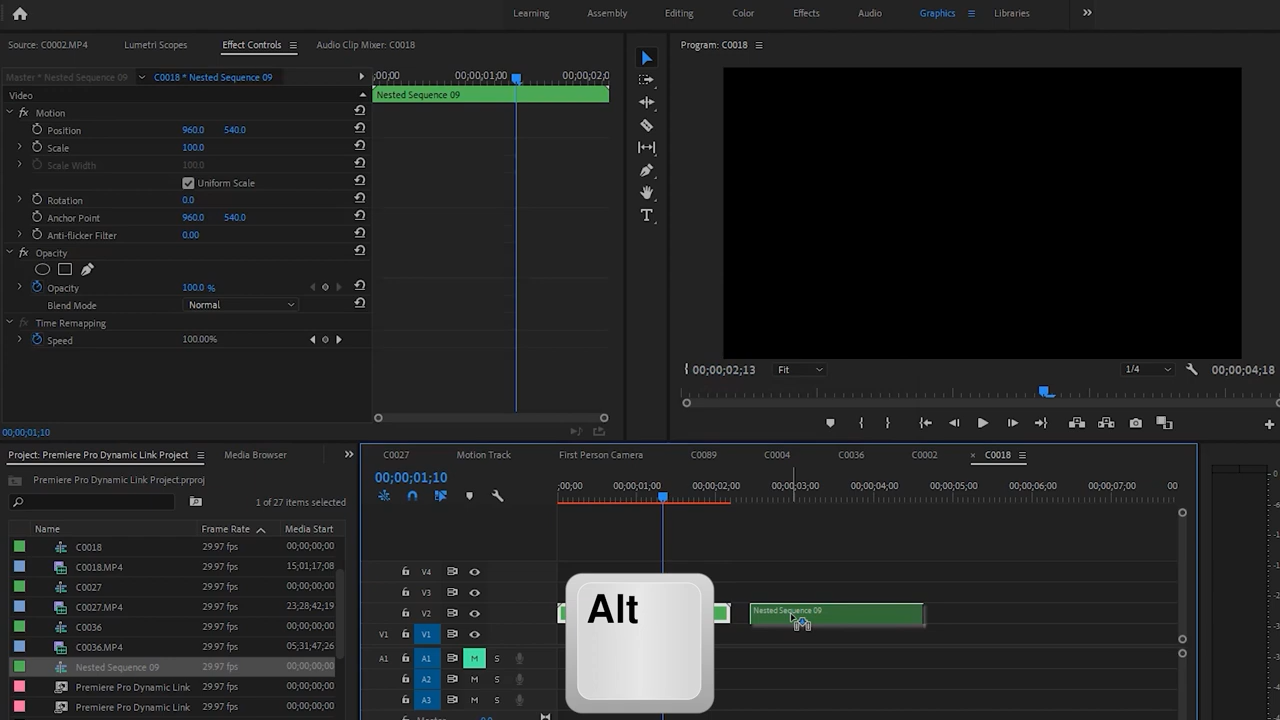 Learning Assembly Editing Color Effects Audio Graphics Libraries
Source: C0002.MP4 Lumetri Scopes Effect Controls Audio Clip Mixer: C0018
Program: C0018
Master * Nested Sequence 09 C0018 * Nested Sequence 09
;00;00 00;00;01;00 00;00;02;0
Video
Nested Sequence 09
fx Motion
Position 960.0 540.0
Scale 100.0
Scale Width 100.0
Uniform Scale
Rotation 0.0
Anchor Point 960.0 540.0
Anti-flicker Filter 0.00
fx Opacity
Opacity 100.0 %
Blend Mode Normal
fx Time Remapping
Speed 100.00%
00;00;01;10
T
00;00;02;13 Fit 1/4 00;00;04;18
Project: Premiere Pro Dynamic Link Project Media Browser
Premiere Pro Dynamic Link Project.prproj
1 of 27 items selected
Name Frame Rate Media Start
C0018 29.97 fps 00;00;00;00
C0018.MP4 29.97 fps 15;01;17;08
C0027 29.97 fps 00;00;00;00
C0027.MP4 29.97 fps 23;28;42;19
C0036 29.97 fps 00;00;00;00
C0036.MP4 29.97 fps 05;31;47;26
Nested Sequence 09 29.97 fps 00;00;00;00
Premiere Pro Dynamic Link 29.97 fps 00;00;00;00
Premiere Pro Dynamic Link 29.97 fps 00;00;00;00
C0027 Motion Track First Person Camera C0089 C0004 C0036 C0002 C0018
00;00;01;10
;00;00 00;00;01;00 00;00;02;00 00;00;03;00 00;00;04;00 00;00;05;00 00;00;06;00 00;00;07;00 00
V4
V3
V2
V1 V1
A1 A1 M S
A2 M S
A3 M S
Master 0.0
Nested Sequence 09
Alt